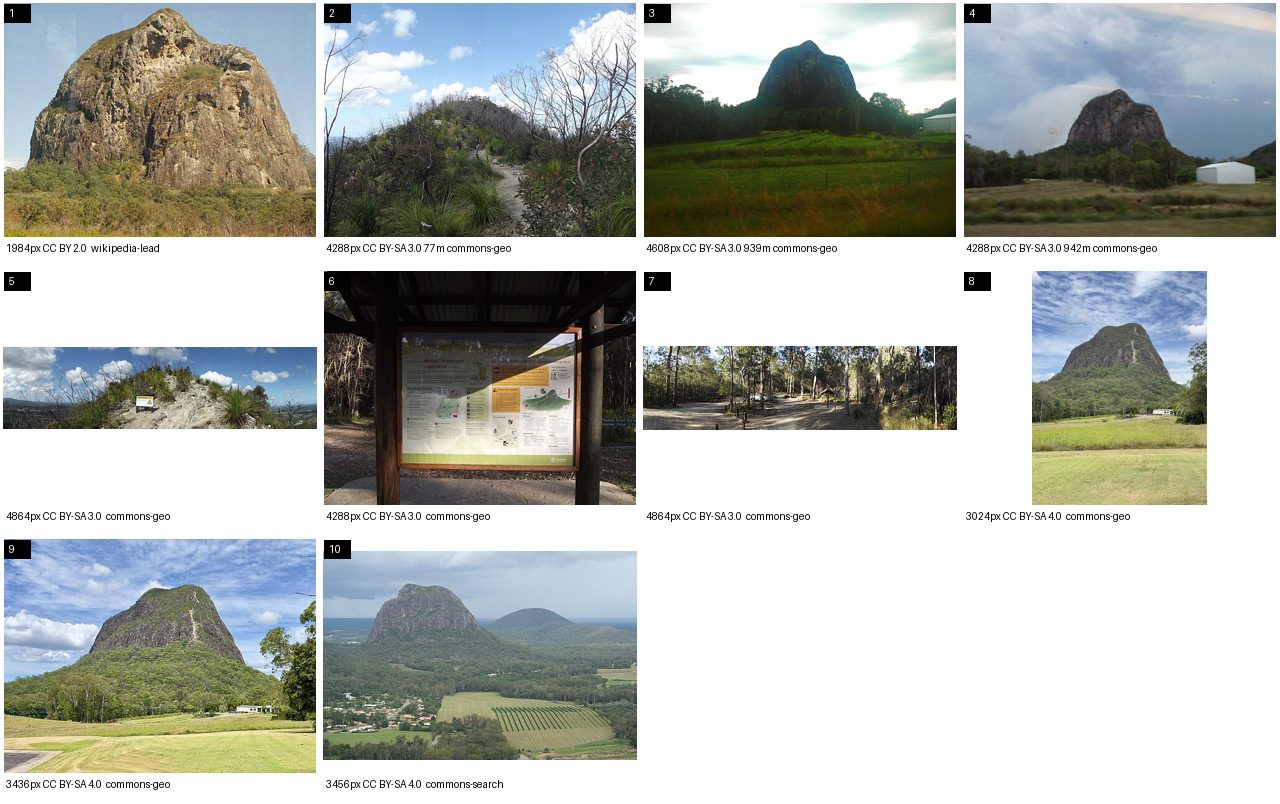 1
2
3
4
1984px CC BY 2.0 wikipedia-lead
4288px CC BY-SA 3.0 77m commons-geo
4608px CC BY-SA 3.0 939m commons-geo
4288px CC BY-SA 3.0 942m commons-geo
5
6
7
8
4864px CC BY-SA 3.0 commons-geo
4288px CC BY-SA 3.0 commons-geo
4864px CC BY-SA 3.0 commons-geo
3024px CC BY-SA 4.0 commons-geo
9
10
3436px CC BY-SA 4.0 commons-geo
3456px CC BY-SA 4.0 commons-search